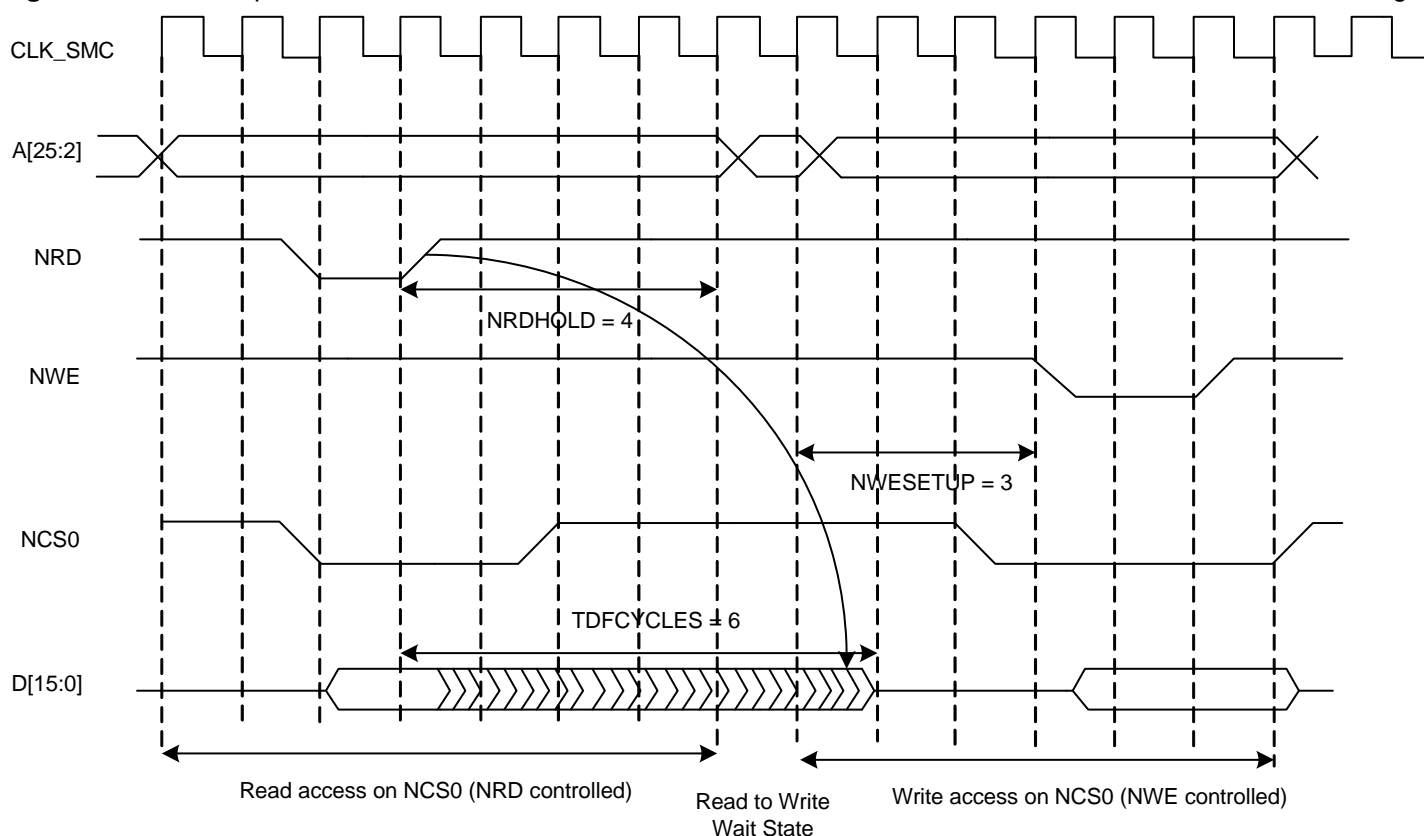 CLK_SMC
A[25:2]
NRD
NRDHOLD = 4
NWE
NWESETUP = 3
NCS0
TDFCYCLES = 6
D[15:0]
Read access on NCS0 (NRD controlled)
Read to Write
Wait State
Write access on NCS0 (NWE controlled)